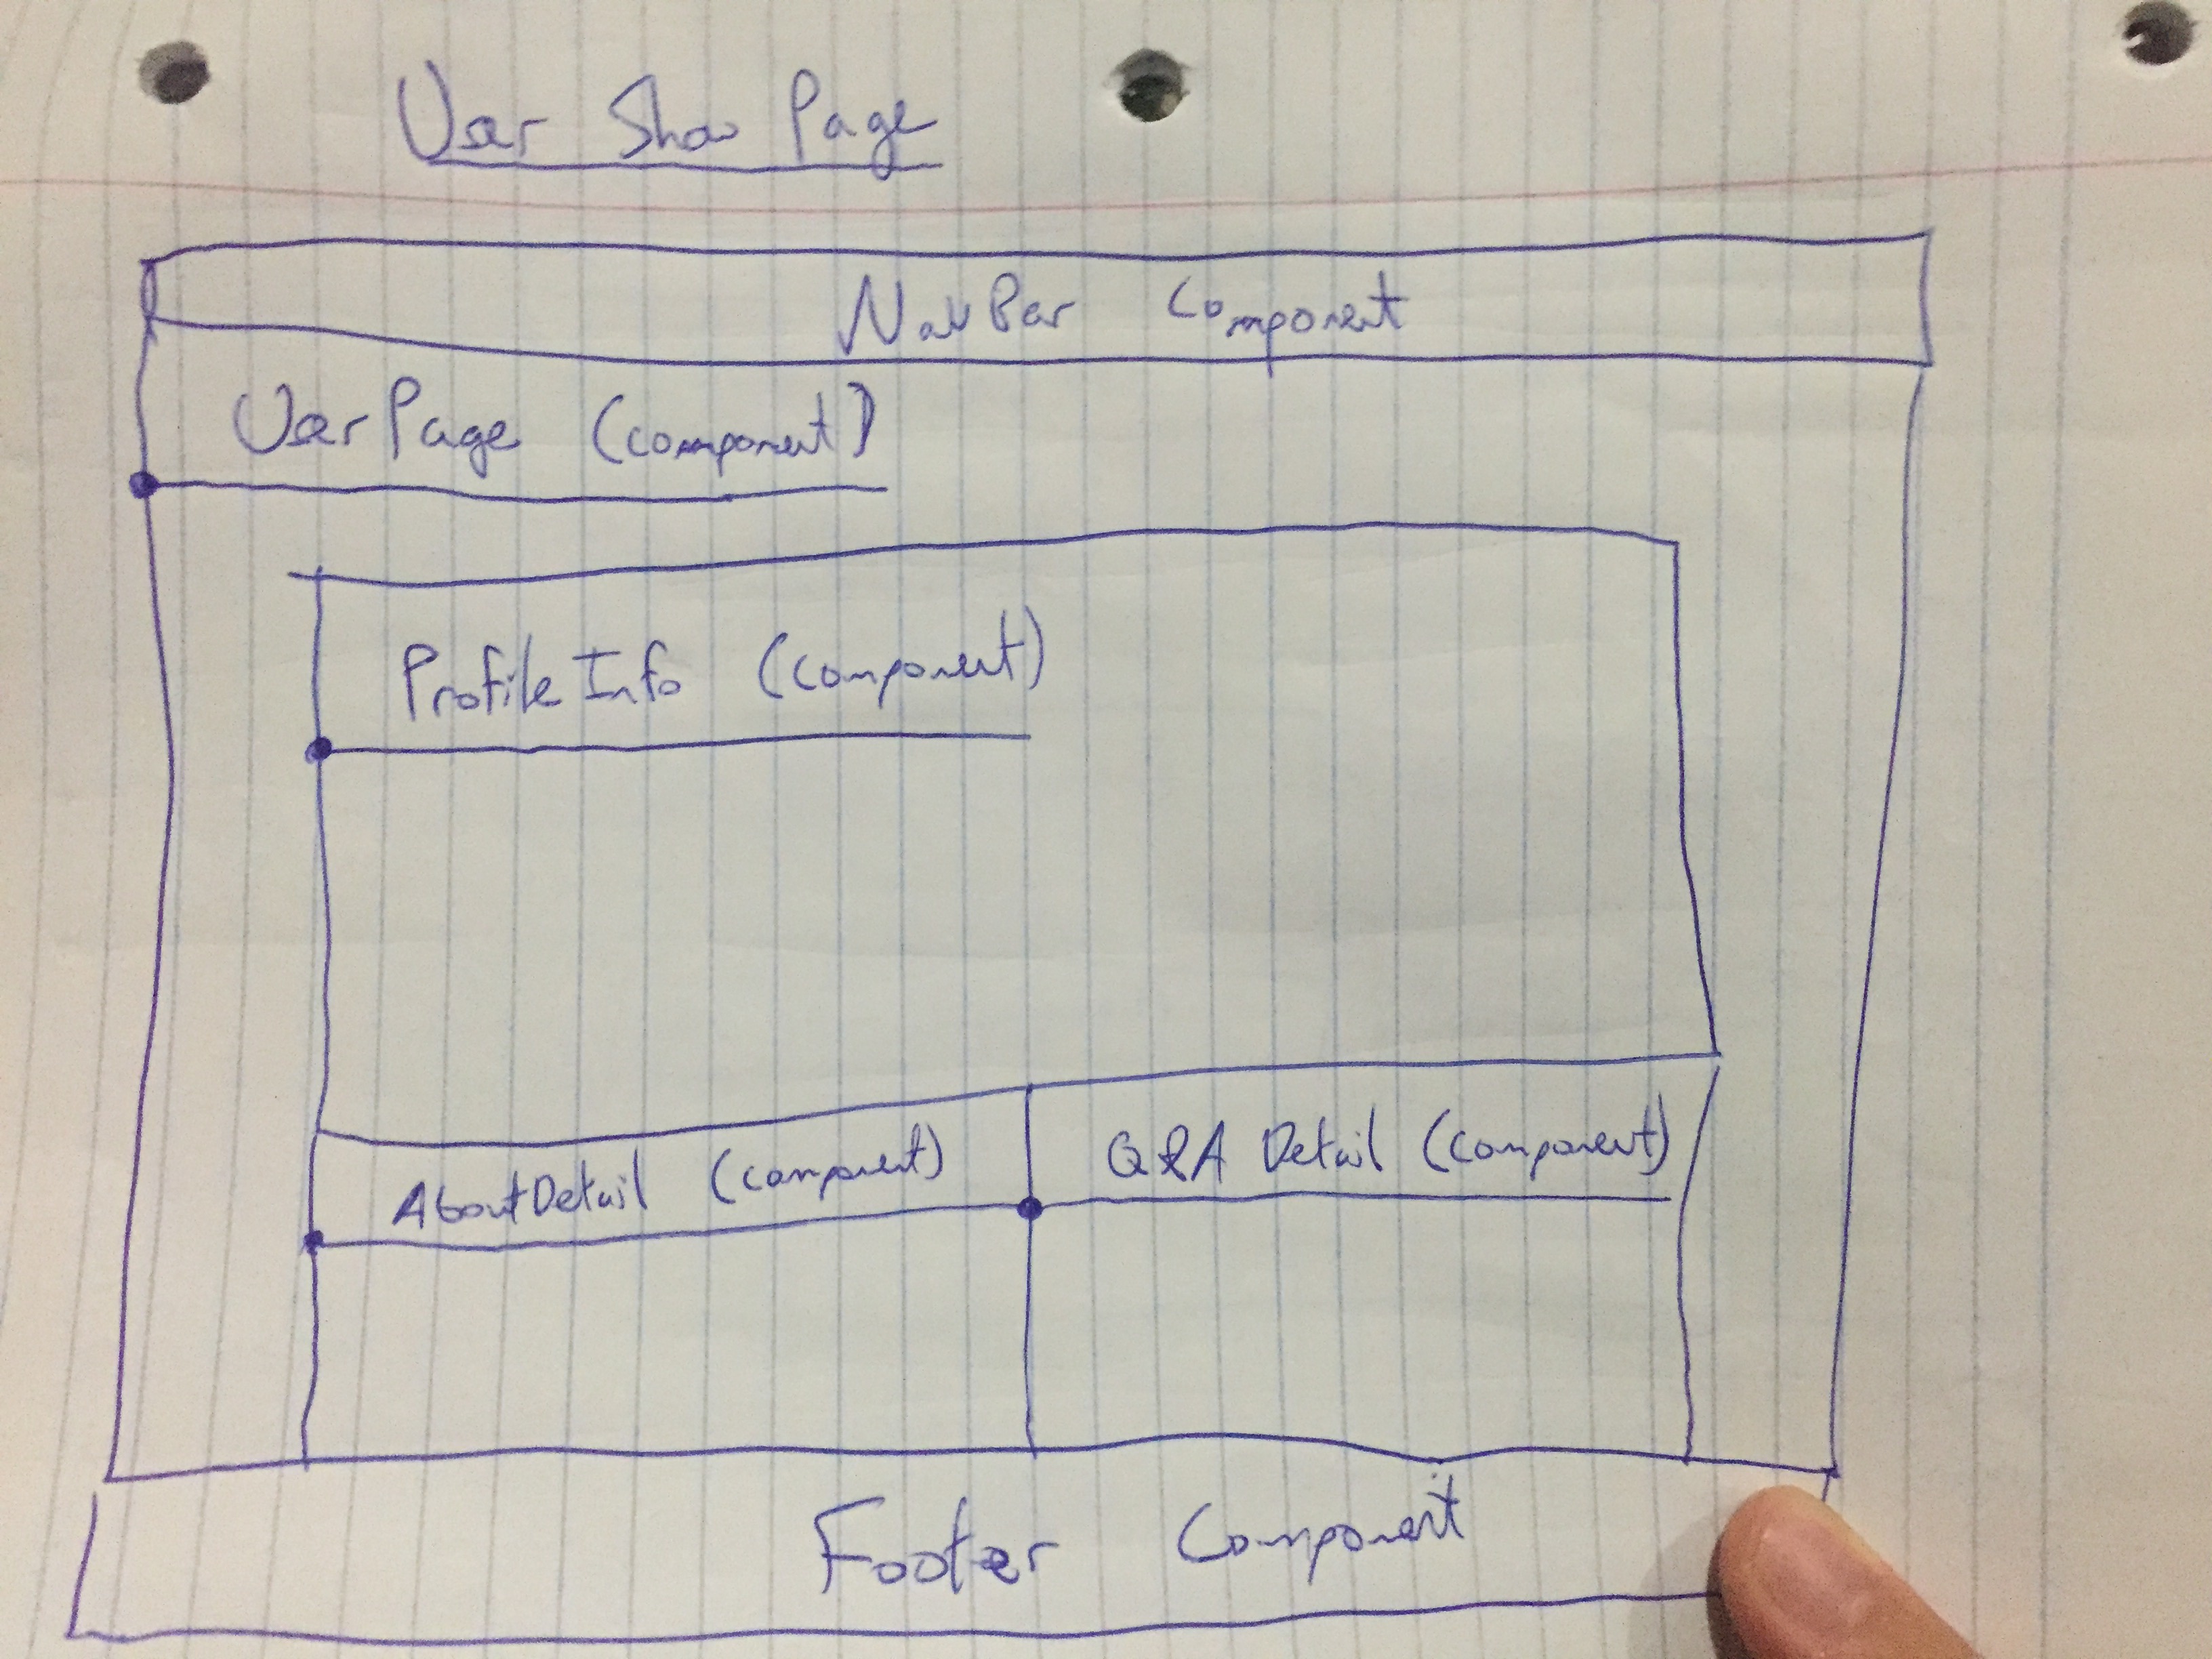 User Show Page
NavBar Component
UserPage (component)
ProfileInfo (component)
AboutDetail (component)
Q&A Detail (component)
Footer Component